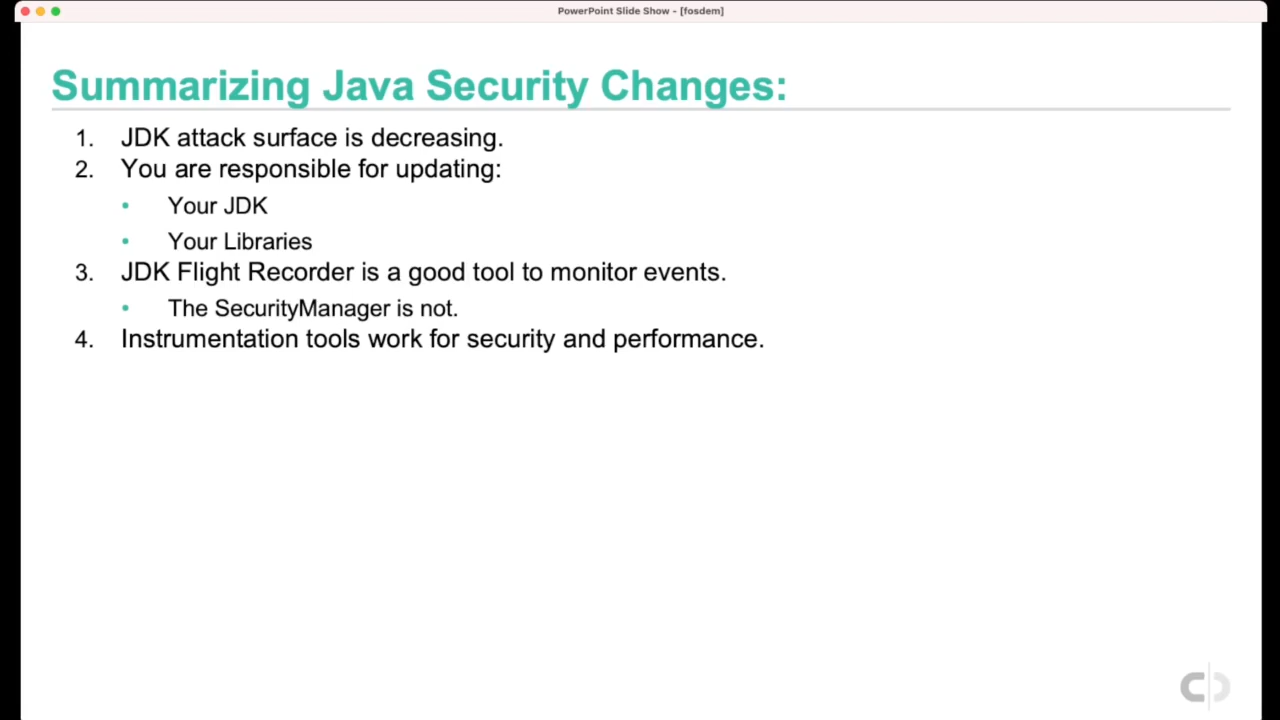 PowerPoint Slide Show - [fosdem]
Summarizing Java Security Changes:
1. JDK attack surface is decreasing.
2. You are responsible for updating:
• Your JDK
• Your Libraries
3. JDK Flight Recorder is a good tool to monitor events.
• The SecurityManager is not.
4. Instrumentation tools work for security and performance.